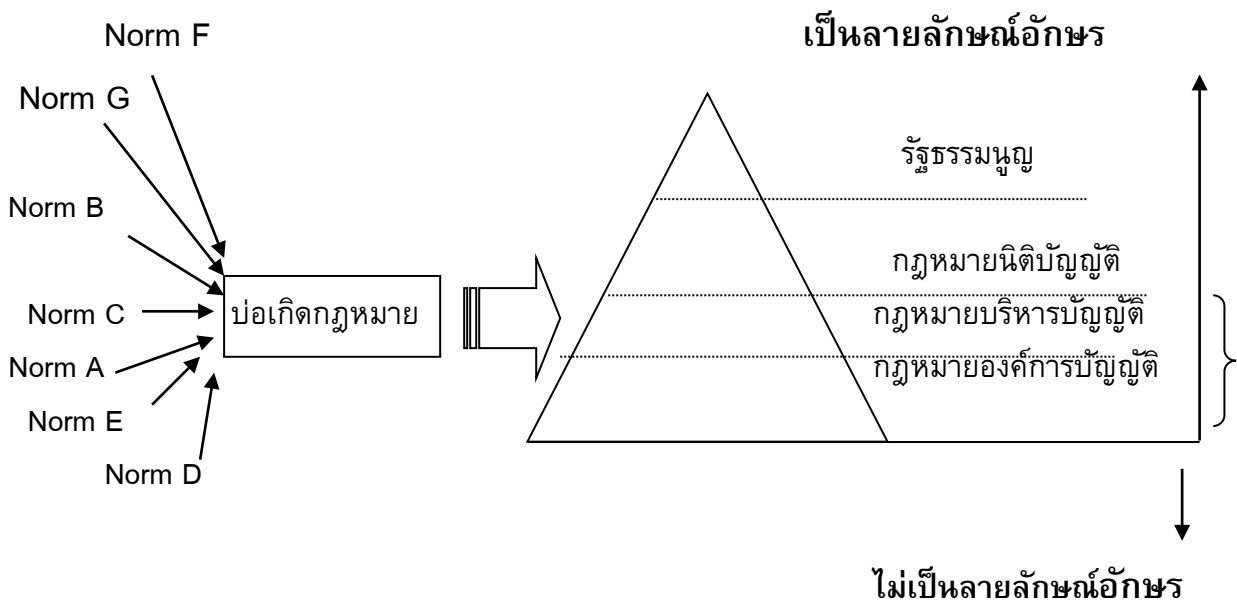 Norm F
เป็นลายลักษณ์อักษร
Norm G
รัฐธรรมนูญ
Norm B
กฎหมายนิติบัญญัติ
Norm C
บ่อเกิดกฎหมาย
กฎหมายบริหารบัญญัติ
Norm A
กฎหมายองค์การบัญญัติ
Norm E
Norm D
ไม่เป็นลายลักษณ์อักษร